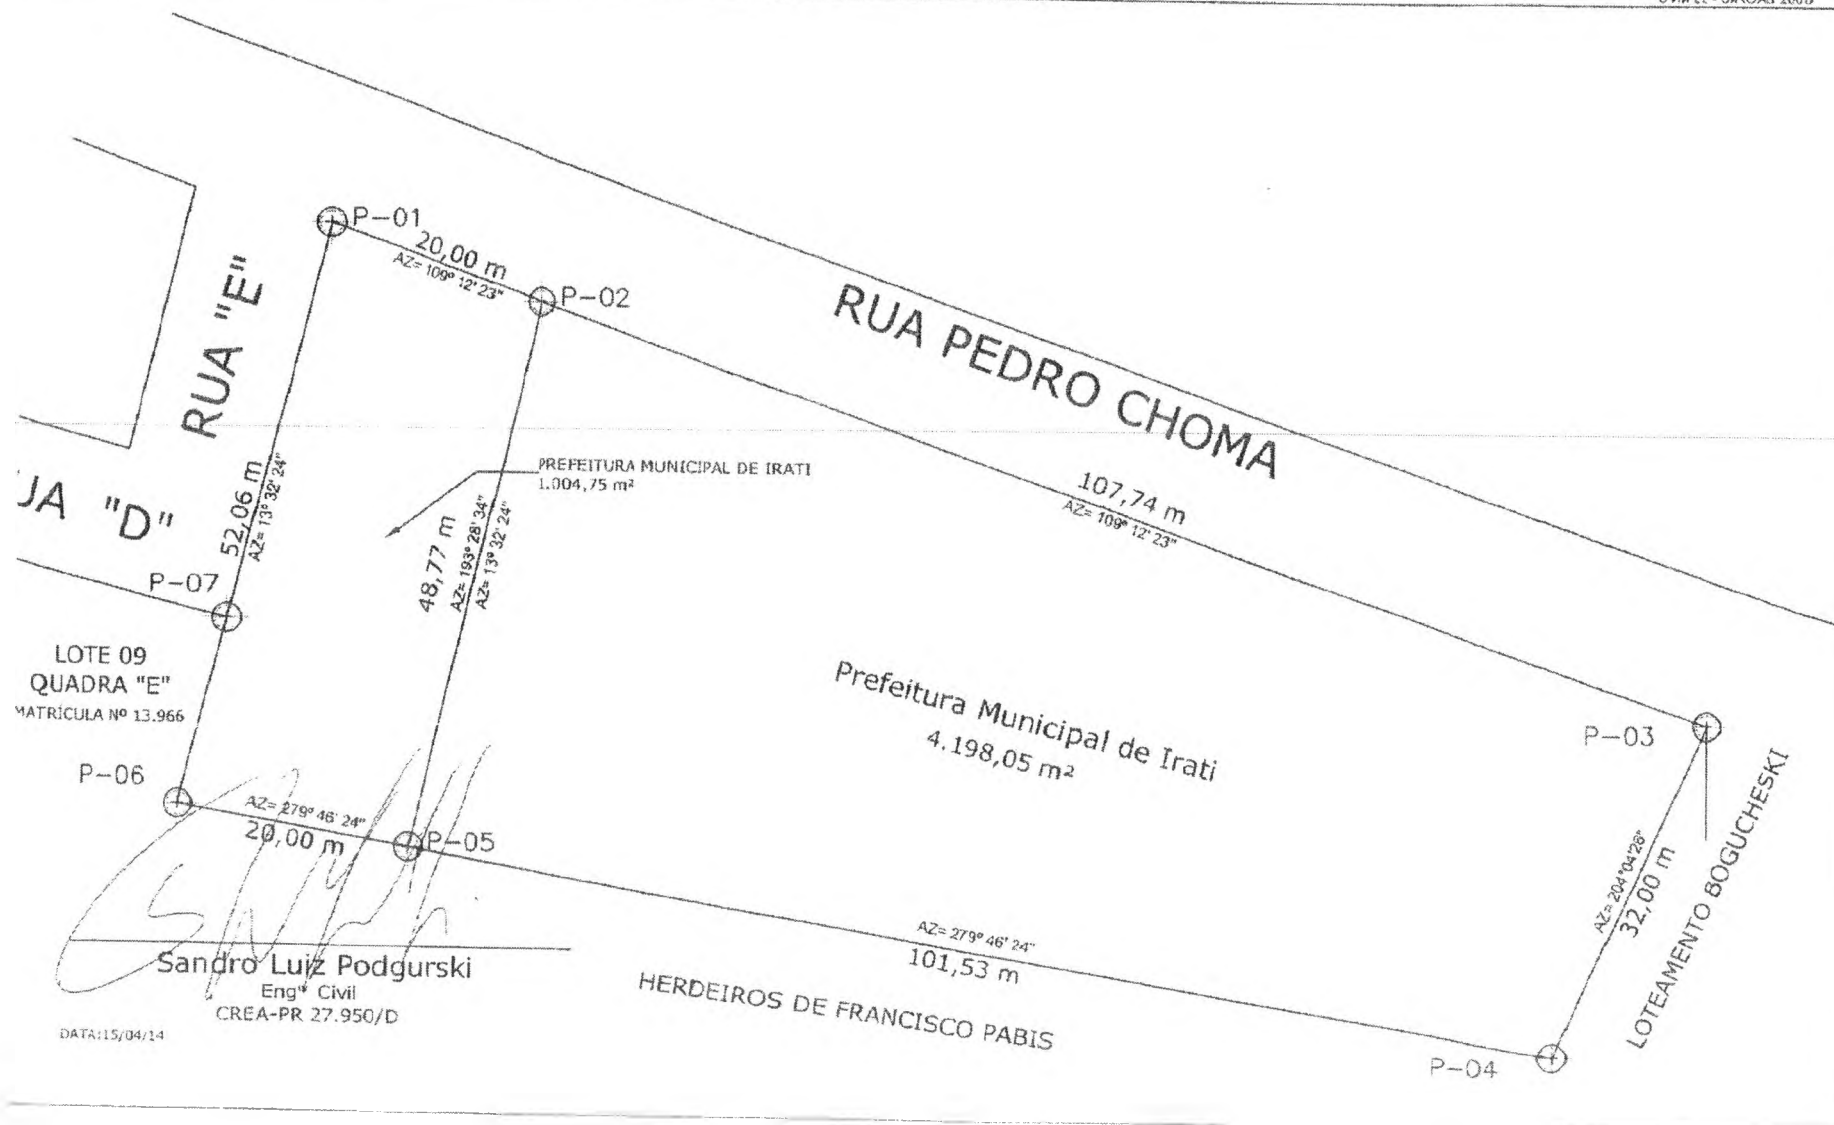 P-01
20,00 m
AZ= 109° 12' 23"
P-02
RUA "E"
RUA PEDRO CHOMA
52,06 m
AZ= 13° 32' 24"
PREFEITURA MUNICIPAL DE IRATI
1.004,75 m²
48,77 m
AZ= 193° 28' 34"
AZ= 13° 32' 24"
107,74 m
AZ= 109° 12' 23"
"D"
P-07
LOTE 09
QUADRA "E"
MATRÍCULA Nº 13.966
Prefeitura Municipal de Irati
4.198,05 m²
P-03
P-06
AZ= 279° 46' 24"
20,00 m
P-05
AZ= 204°04'28"
32,00 m
LOTEAMENTO BOGUCHESKI
AZ= 279° 46' 24"
101,53 m
HERDEIROS DE FRANCISCO PABIS
P-04
Sandro Luiz Podgurski
Engº Civil
CREA-PR 27.950/D
DATA:15/04/14